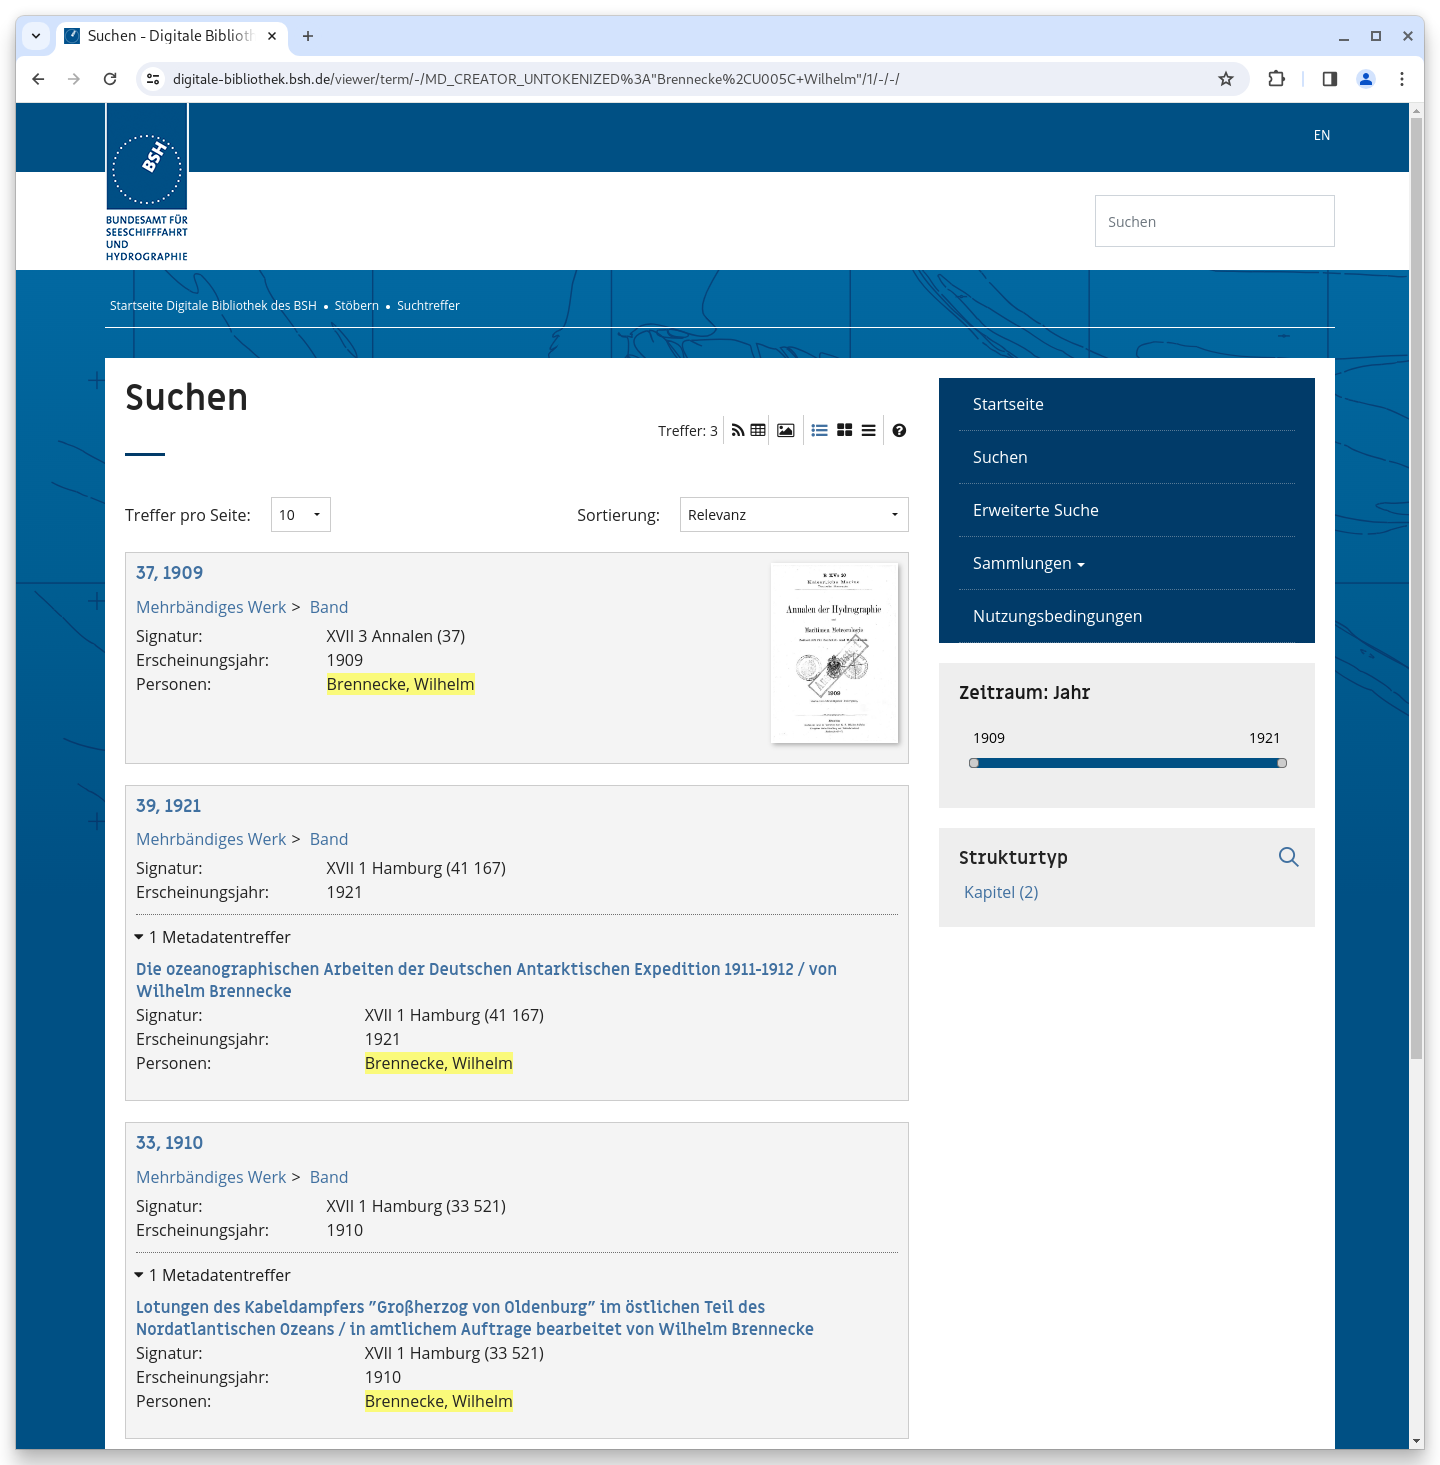 Suchen - Digitale Biblioth
digitale-bibliothek.bsh.de/viewer/term/-/MD_CREATOR_UNTOKENIZED%3A"Brennecke%2CU005C+Wilhelm"/1/-/-/
EN
BSH
BUNDESAMT FÜR
SEESCHIFFFAHRT
UND
HYDROGRAPHIE
Suchen
Startseite Digitale Bibliothek des BSH • Stöbern • Suchtreffer
Suchen
Treffer: 3
Treffer pro Seite: 10 Sortierung: Relevanz
37, 1909
Mehrbändiges Werk > Band
Signatur: XVII 3 Annalen (37)
Erscheinungsjahr: 1909
Personen: Brennecke, Wilhelm
Annalen der Hydrographie
Maritimen Meteorologie
1909
39, 1921
Mehrbändiges Werk > Band
Signatur: XVII 1 Hamburg (41 167)
Erscheinungsjahr: 1921
1 Metadatentreffer
Die ozeanographischen Arbeiten der Deutschen Antarktischen Expedition 1911-1912 / von
Wilhelm Brennecke
Signatur: XVII 1 Hamburg (41 167)
Erscheinungsjahr: 1921
Personen: Brennecke, Wilhelm
33, 1910
Mehrbändiges Werk > Band
Signatur: XVII 1 Hamburg (33 521)
Erscheinungsjahr: 1910
1 Metadatentreffer
Lotungen des Kabeldampfers "Großherzog von Oldenburg" im östlichen Teil des
Nordatlantischen Ozeans / in amtlichem Auftrage bearbeitet von Wilhelm Brennecke
Signatur: XVII 1 Hamburg (33 521)
Erscheinungsjahr: 1910
Personen: Brennecke, Wilhelm
Startseite
Suchen
Erweiterte Suche
Sammlungen
Nutzungsbedingungen
Zeitraum: Jahr
1909 1921
Strukturtyp
Kapitel (2)